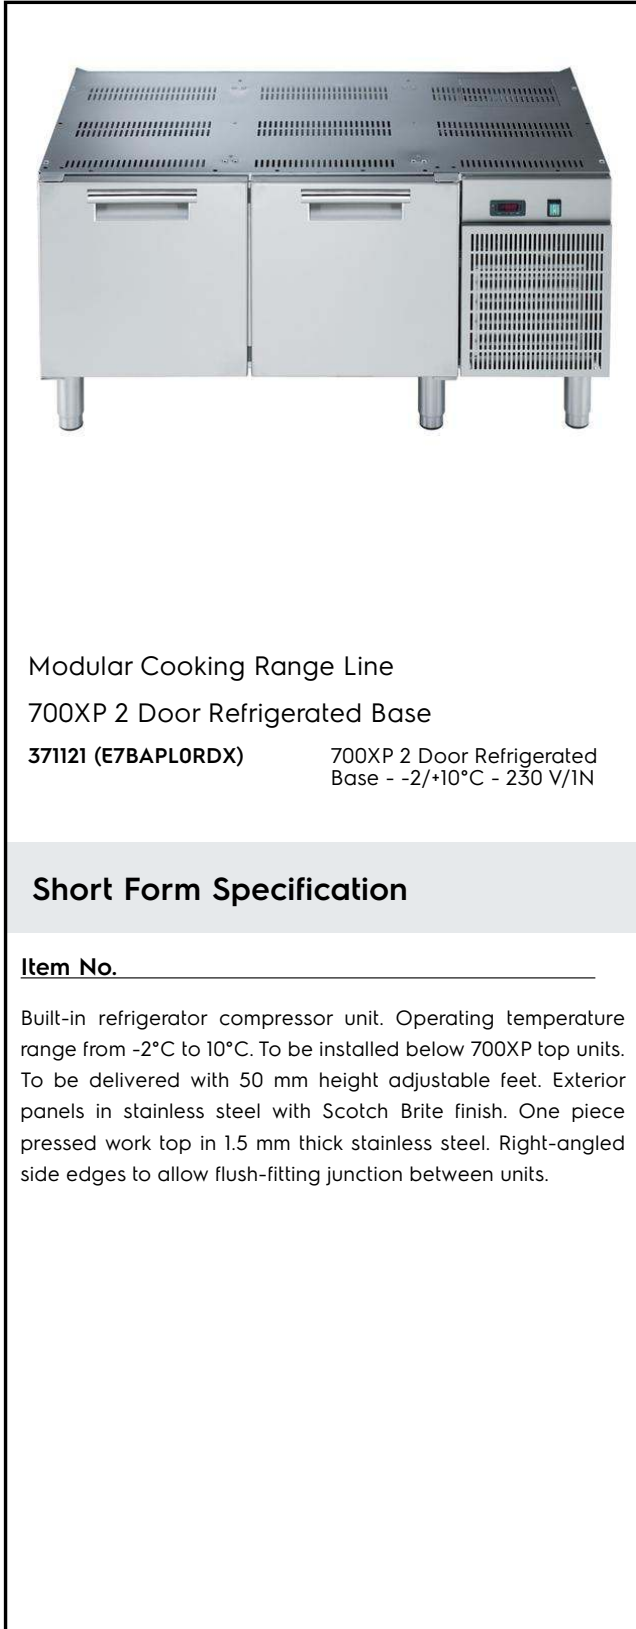 Modular Cooking Range Line
700XP 2 Door Refrigerated Base
371121 (E7BAPL0RDX)
700XP 2 Door Refrigerated
Base - -2/+10°C - 230 V/1N
Short Form Specification
Item No.
Built-in refrigerator compressor unit. Operating temperature
range from -2°C to 10°C. To be installed below 700XP top units.
To be delivered with 50 mm height adjustable feet. Exterior
panels in stainless steel with Scotch Brite finish. One piece
pressed work top in 1.5 mm thick stainless steel. Right-angled
side edges to allow flush-fitting junction between units.